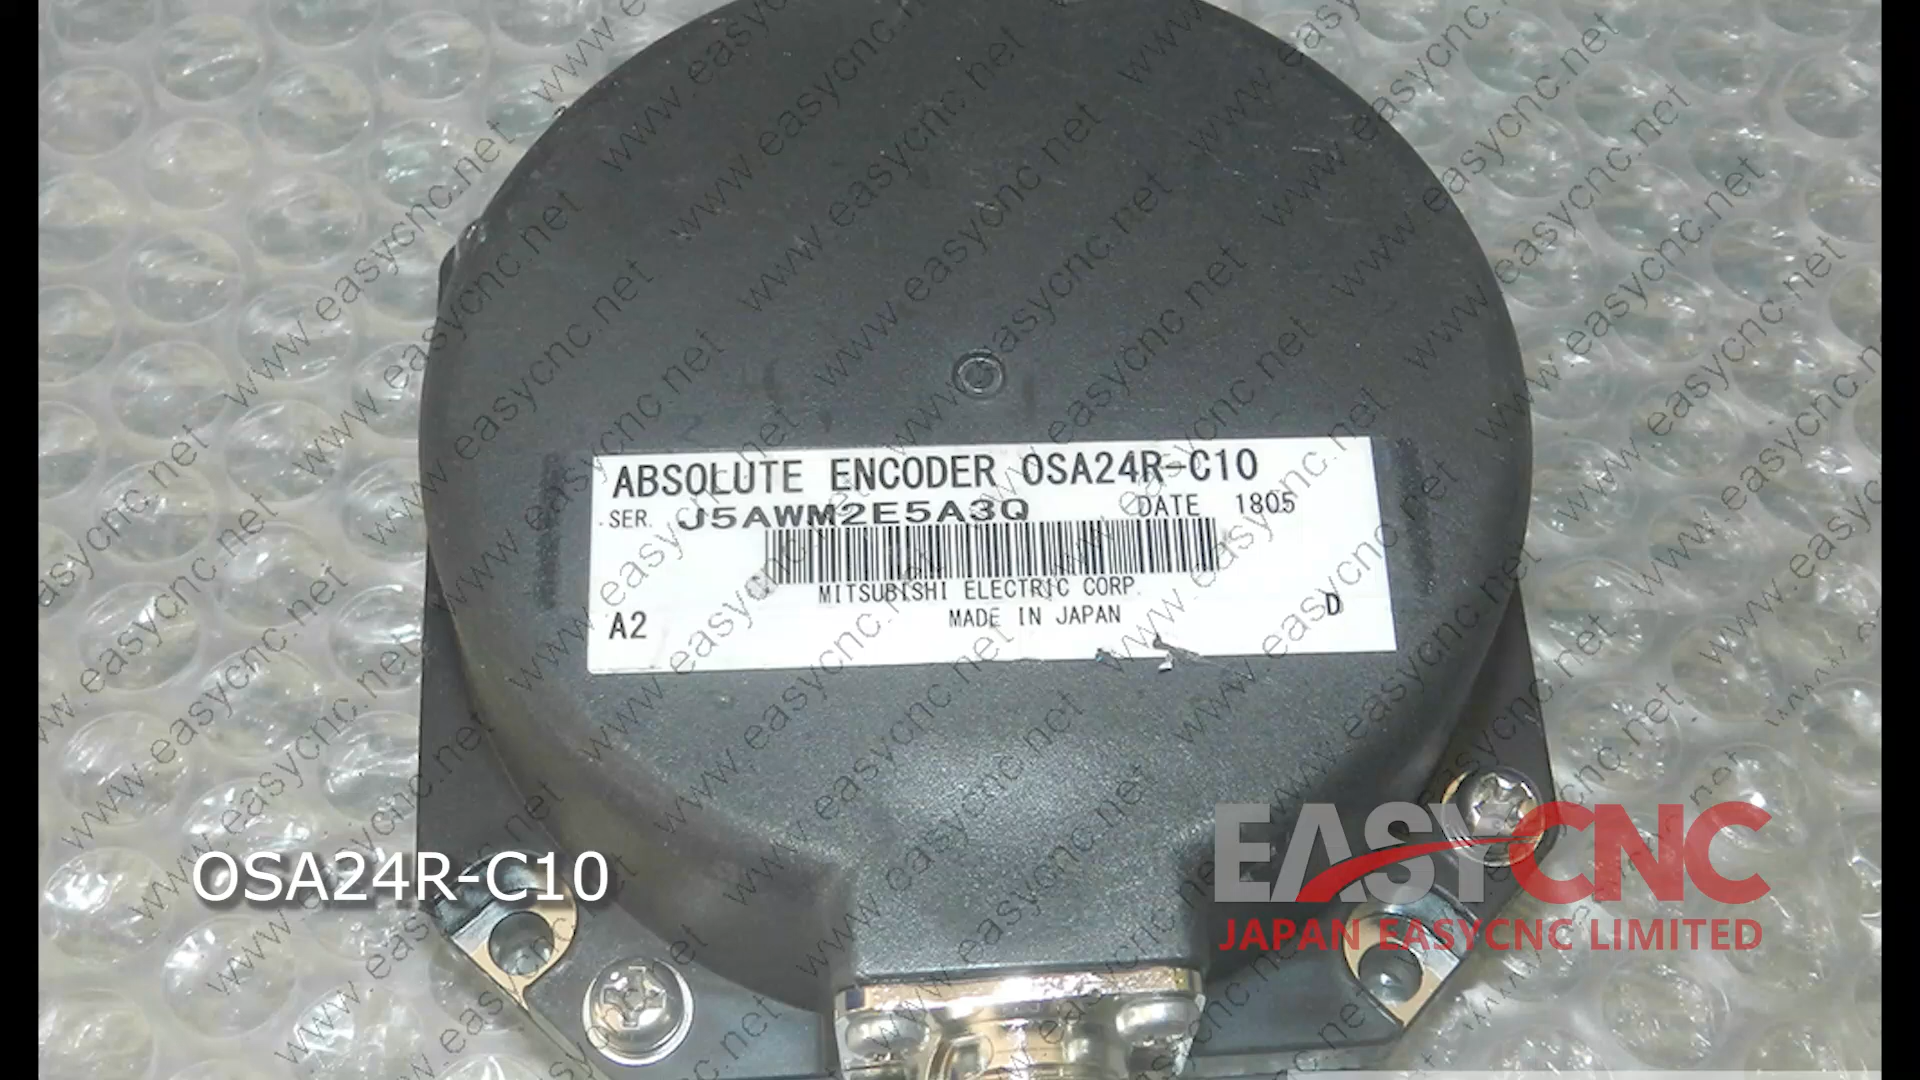 ABSOLUTE ENCODER OSA24R-C10
SER. J5AWM2E5A3Q DATE 1805
MITSUBISHI ELECTRIC CORP.
A2 MADE IN JAPAN D
OSA24R-C10
EASYCNC
JAPAN EASYCNC LIMITED
www.easycnc.net